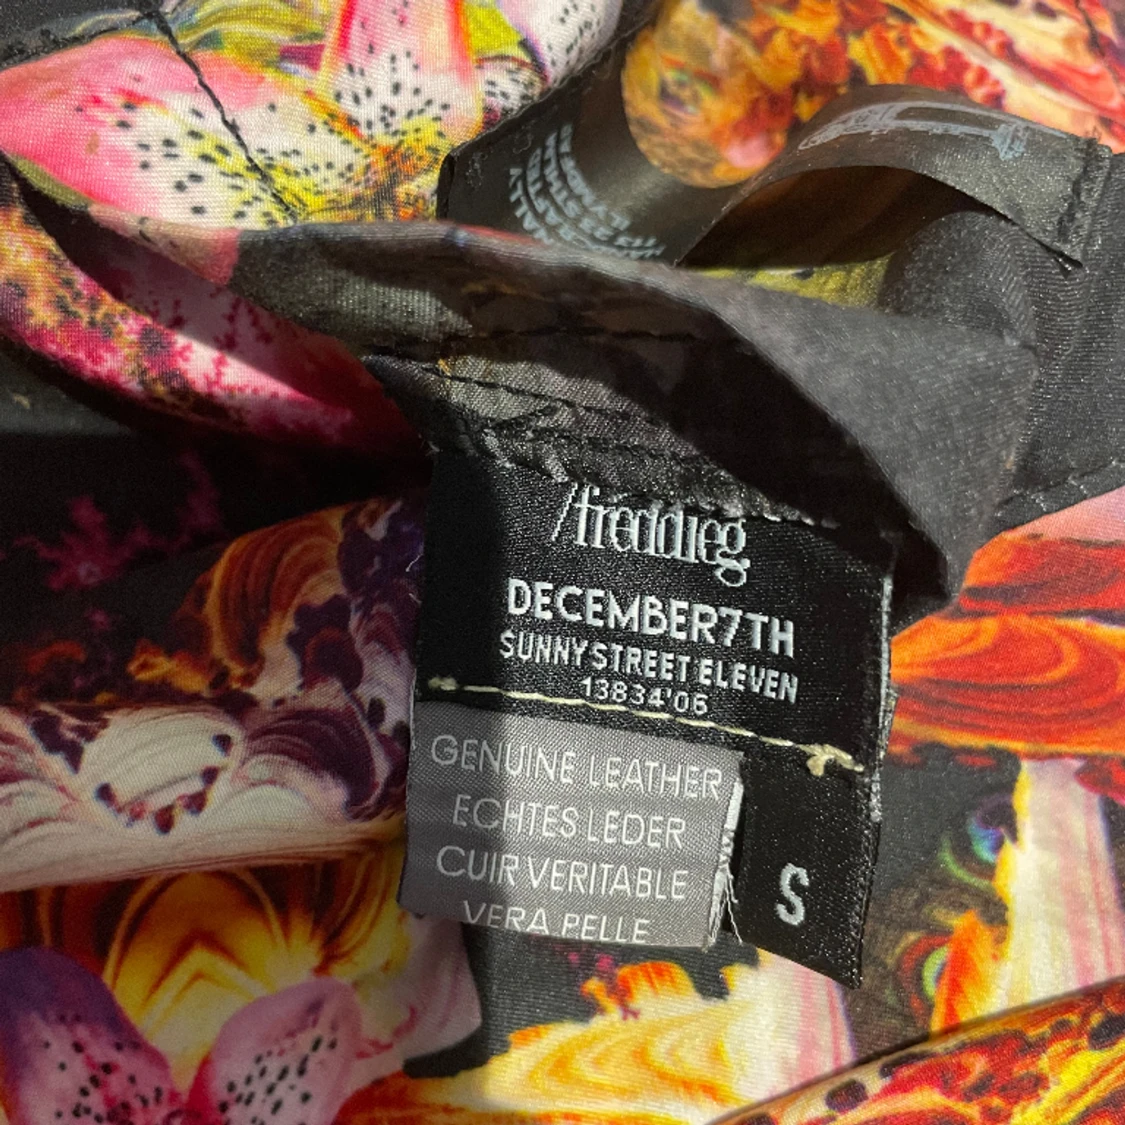 /freddieg
DECEMBER7TH
SUNNYSTREET ELEVEN
13834'06
GENUINE LEATHER
ECHTES LEDER
CUIR VERITABLE
VERA PELLE
S